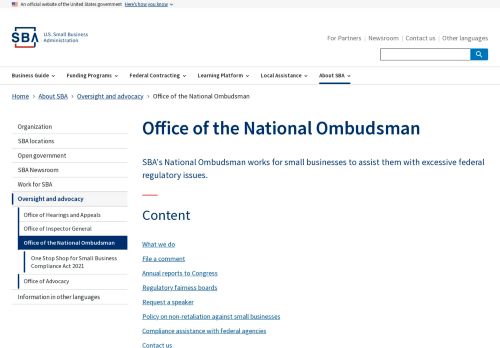 An official website of the United States government Here's how you know
SBA U.S. Small Business
Administration
For Partners Newsroom Contact us Other languages
Business Guide Funding Programs Federal Contracting Learning Platform Local Assistance About SBA
Home About SBA Oversight and advocacy Office of the National Ombudsman
Organization
SBA locations
Open government
SBA Newsroom
Work for SBA
Oversight and advocacy
Office of Hearings and Appeals
Office of Inspector General
Office of the National Ombudsman
One Stop Shop for Small Business
Compliance Act 2021
Office of Advocacy
Information in other languages
Office of the National Ombudsman
SBA's National Ombudsman works for small businesses to assist them with excessive federal
regulatory issues.
Content
What we do
File a comment
Annual reports to Congress
Regulatory fairness boards
Request a speaker
Policy on non-retaliation against small businesses
Compliance assistance with federal agencies
Contact us